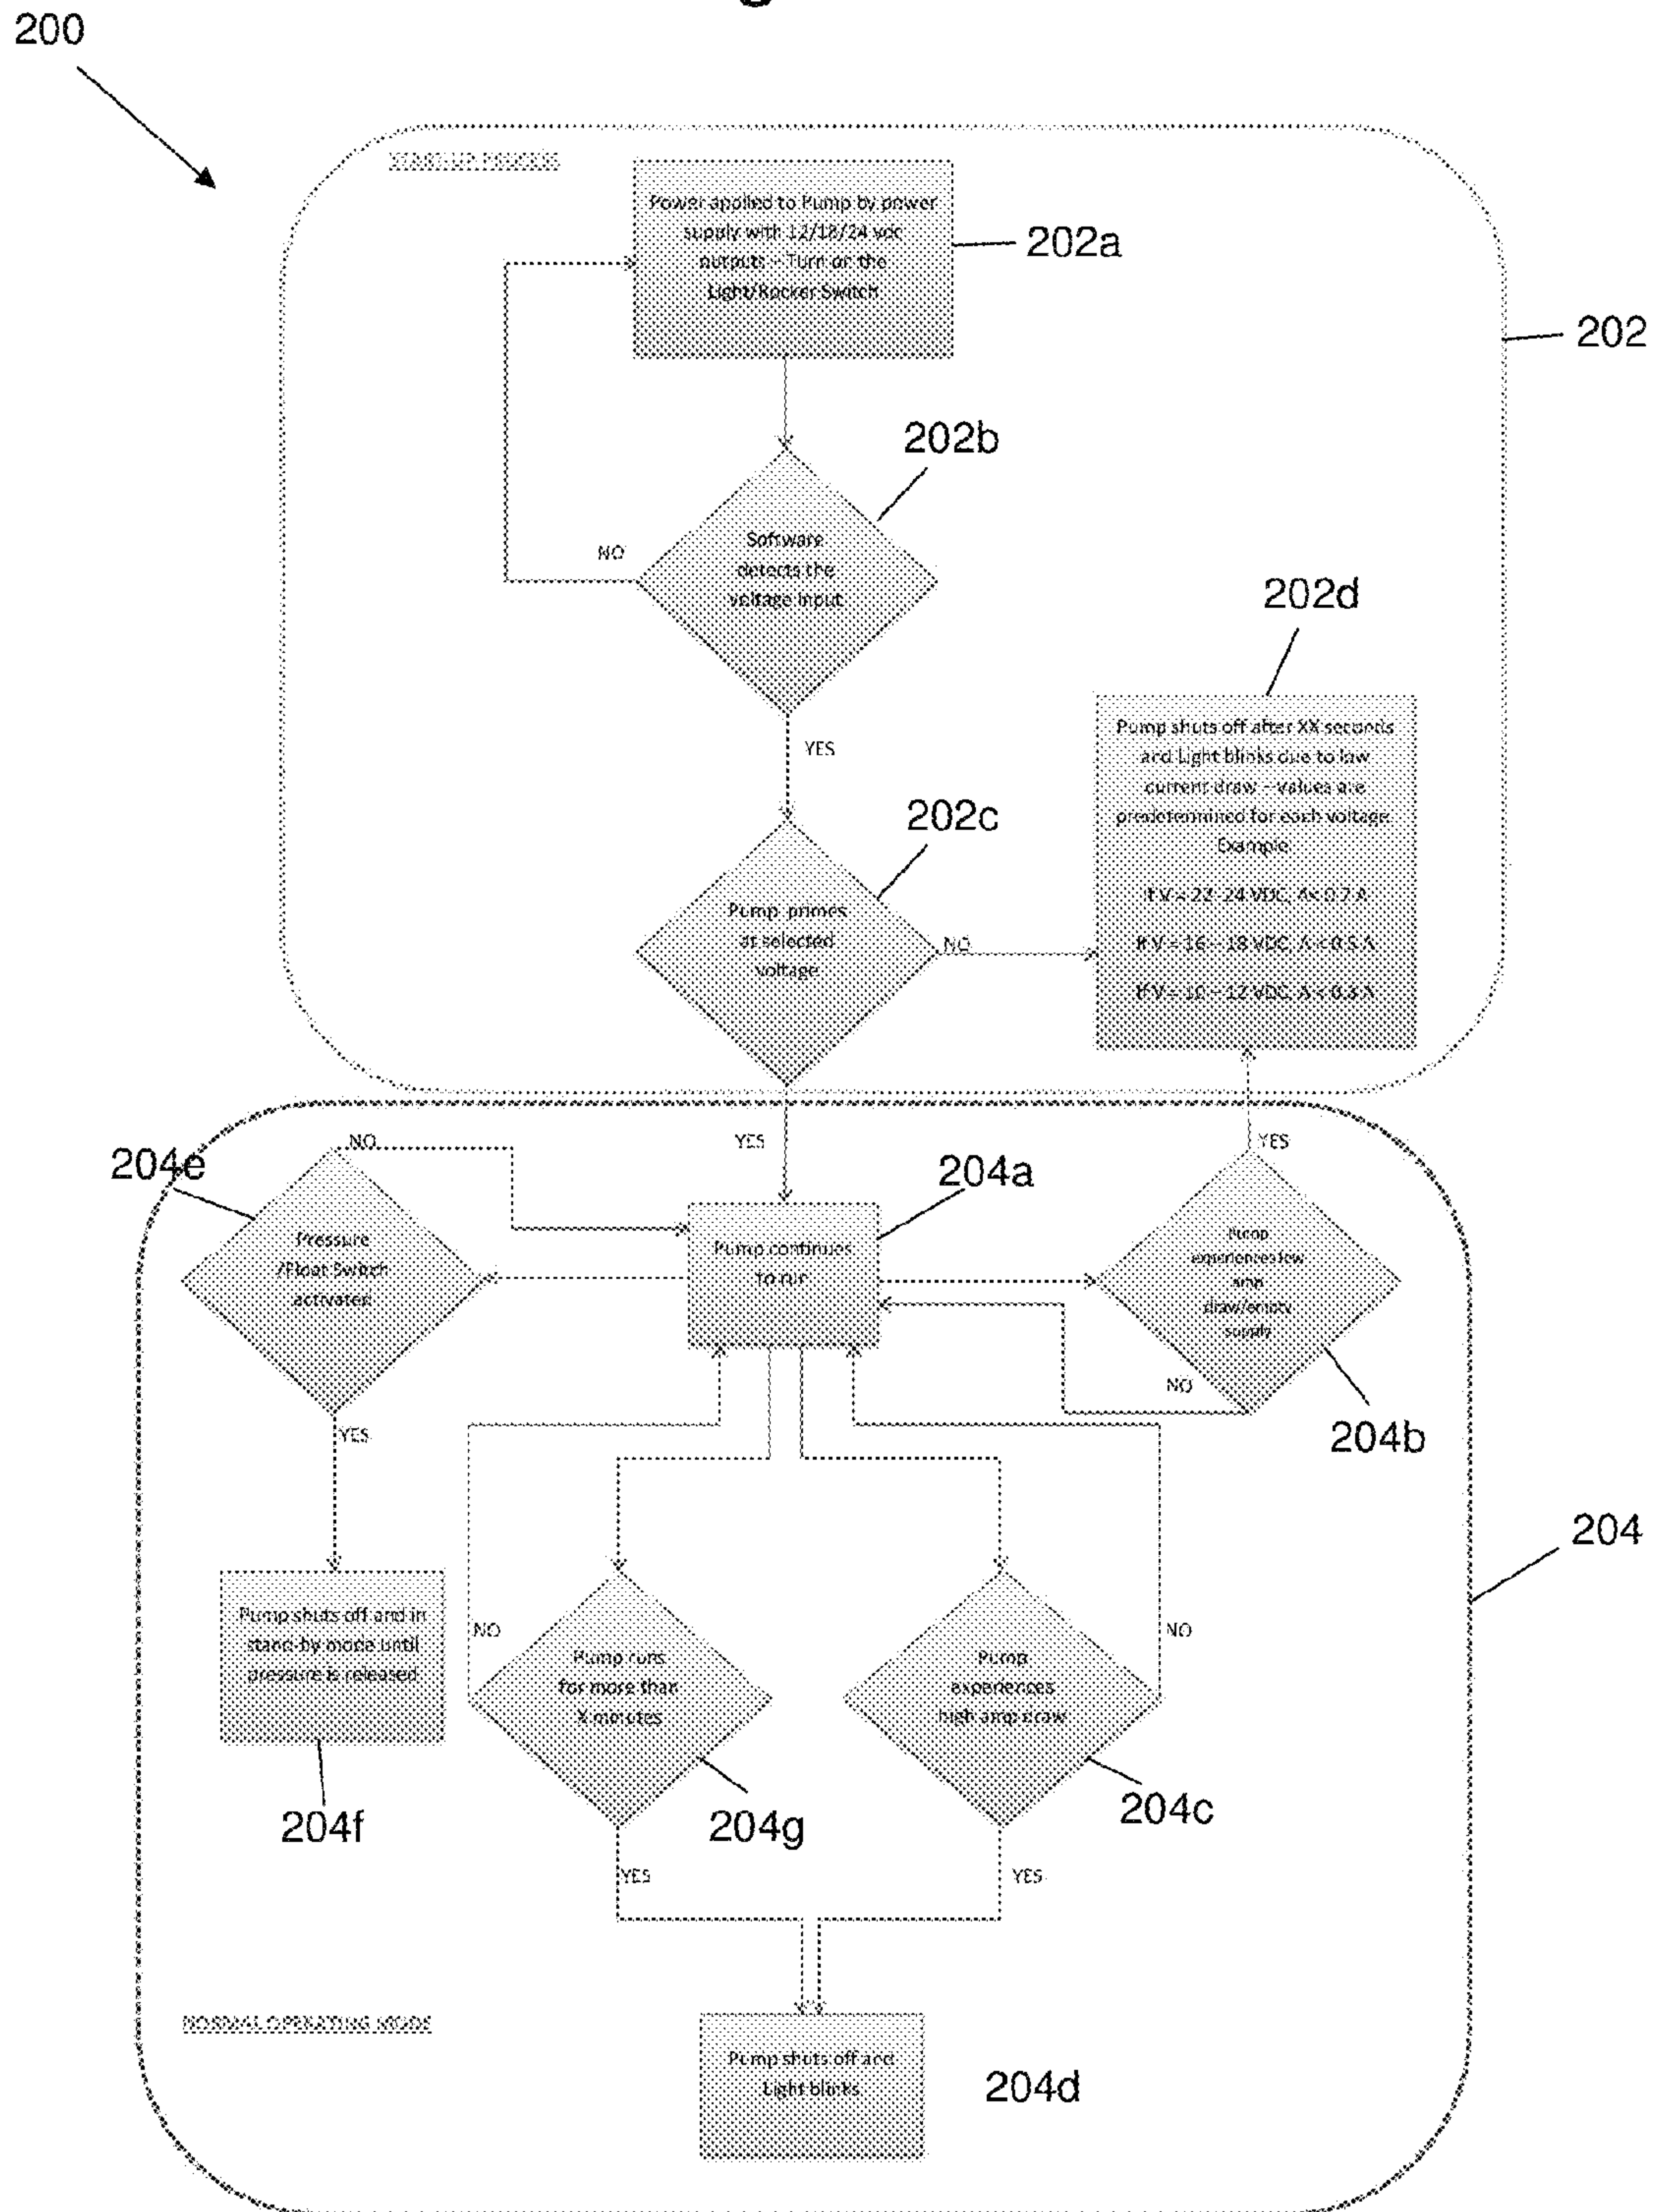 200
START-UP PROCESS
Power applied to Pump by power
supply with 12/18/24 vdc
outputs – Turn on the
Light/Rocker Switch
202a
202
202b
Software
detects the
voltage input
NO
YES
202d
Pump shuts off after XX seconds
and Light blinks due to low
current draw – values are
predetermined for each voltage.
Example:
If V = 22-24 VDC, A < 0.7 A
If V = 16 – 18 VDC, A < 0.5 A
If V = 10 – 12 VDC, A < 0.3 A
202c
Pump primes
at selected
voltage
NO
YES
204e
NO
Pressure
/Float Switch
activated
YES
204a
Pump continues
to run
YES
Pump
experiences low
amp
draw/empty
supply
NO
204b
204
Pump shuts off and in
stand-by mode until
pressure is released
204f
NO
Pump runs
for more than
X minutes
204g
YES
Pump
experiences
high amp draw
NO
204c
YES
NORMAL OPERATING MODE
Pump shuts off and
Light blinks
204d